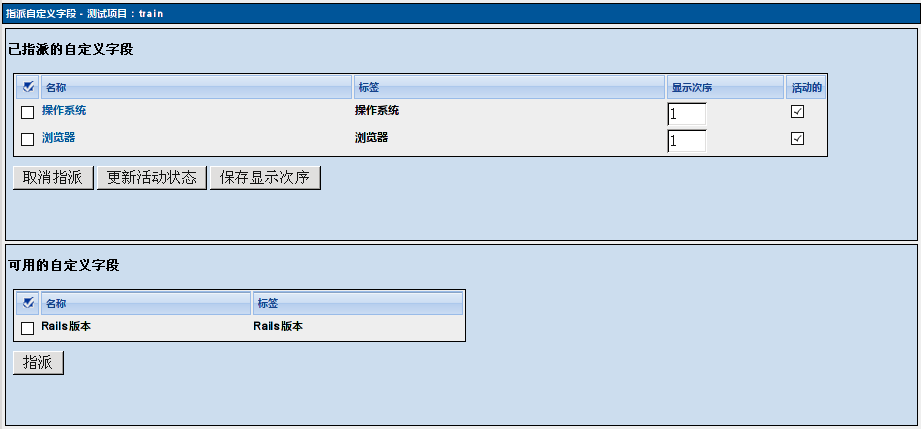 指派自定义字段 - 测试项目 : train
已指派的自定义字段
名称 标签 显示次序 活动的
操作系统 操作系统 1
浏览器 浏览器 1
取消指派 更新活动状态 保存显示次序
可用的自定义字段
名称 标签
Rails版本 Rails版本
指派